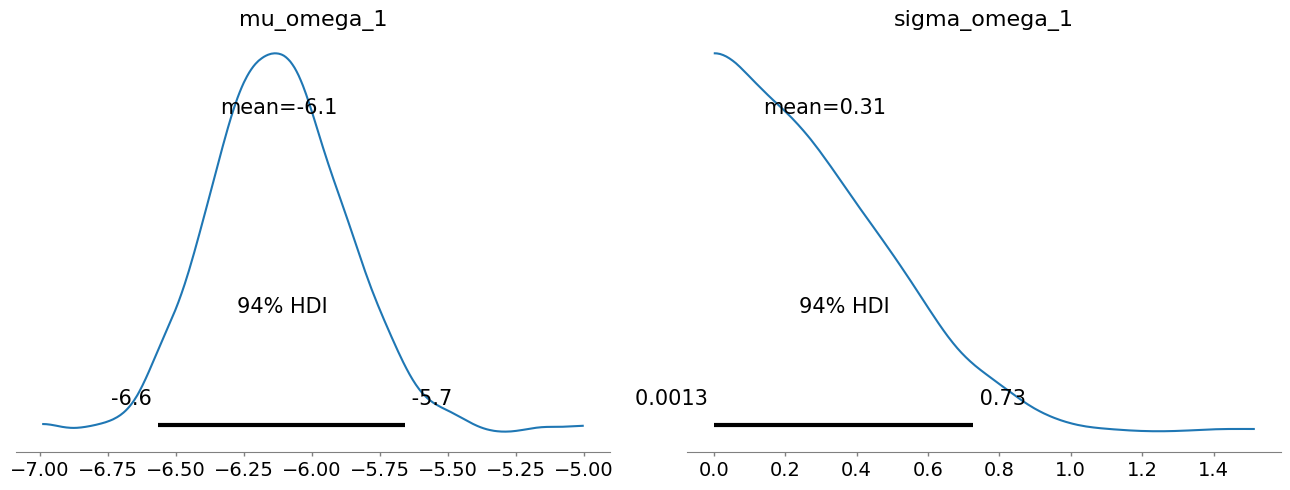 mu_omega_1
mean=-6.1
94% HDI
-6.6
-5.7
−7.00 −6.75 −6.50 −6.25 −6.00 −5.75 −5.50 −5.25 −5.00
sigma_omega_1
mean=0.31
94% HDI
0.0013
0.73
0.0 0.2 0.4 0.6 0.8 1.0 1.2 1.4